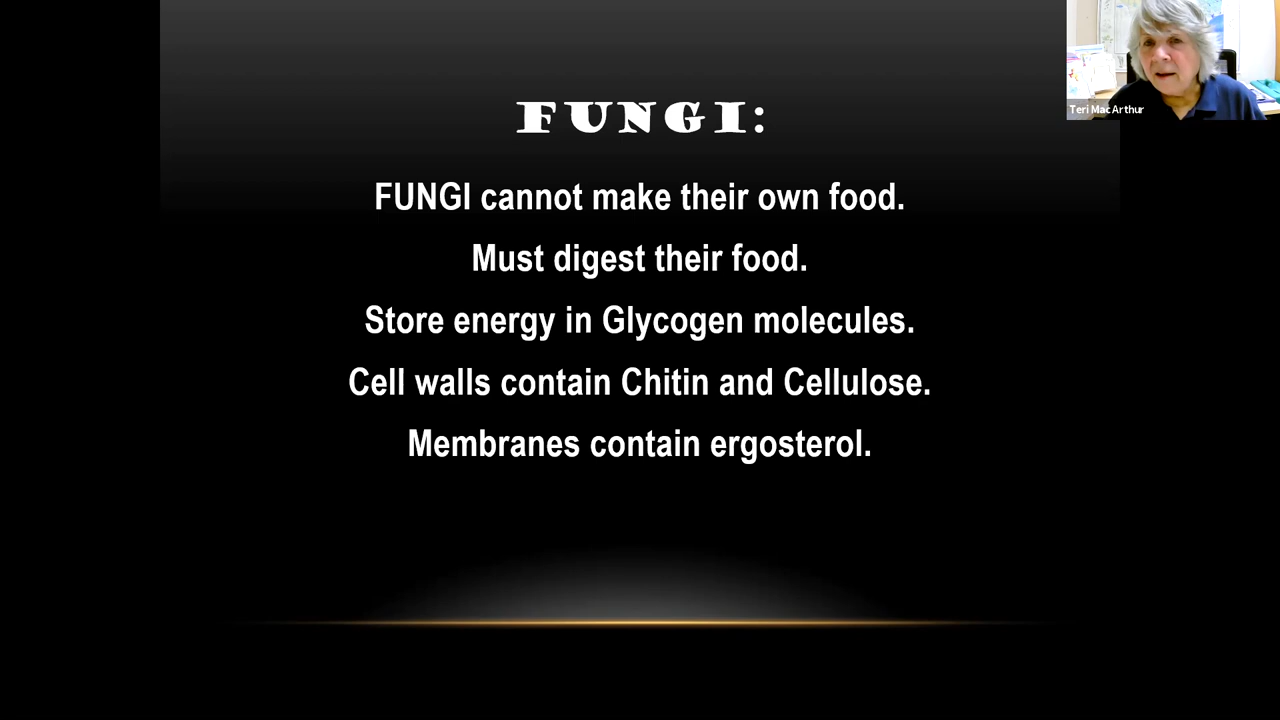 FUNGI:
FUNGI cannot make their own food.
Must digest their food.
Store energy in Glycogen molecules.
Cell walls contain Chitin and Cellulose.
Membranes contain ergosterol.
Teri Mac Arthur